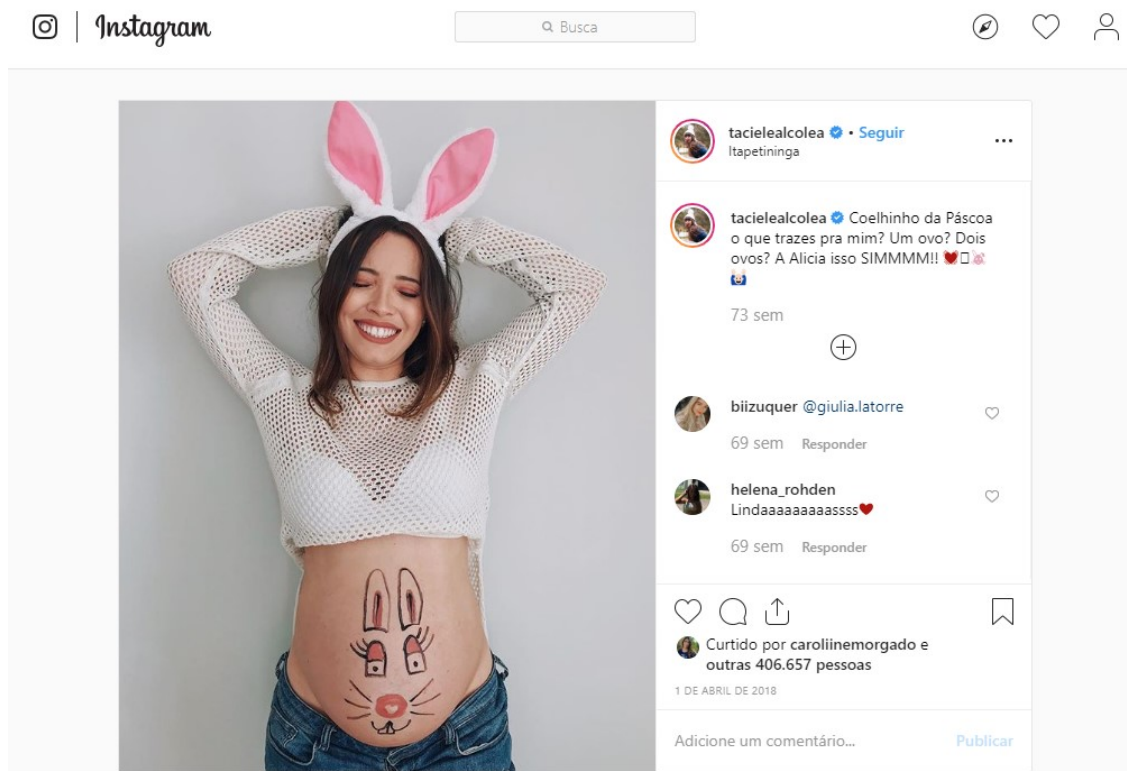 Instagram
Busca
tacielealcolea • Seguir
Itapetininga
tacielealcolea Coelhinho da Páscoa
o que trazes pra mim? Um ovo? Dois
ovos? A Alicia isso SIMMMM!!
73 sem
biizuquer @giulia.latorre
69 sem Responder
helena_rohden
Lindaaaaaaaaassss
69 sem Responder
Curtido por caroliinemorgado e
outras 406.657 pessoas
1 DE ABRIL DE 2018
Adicione um comentário... Publicar